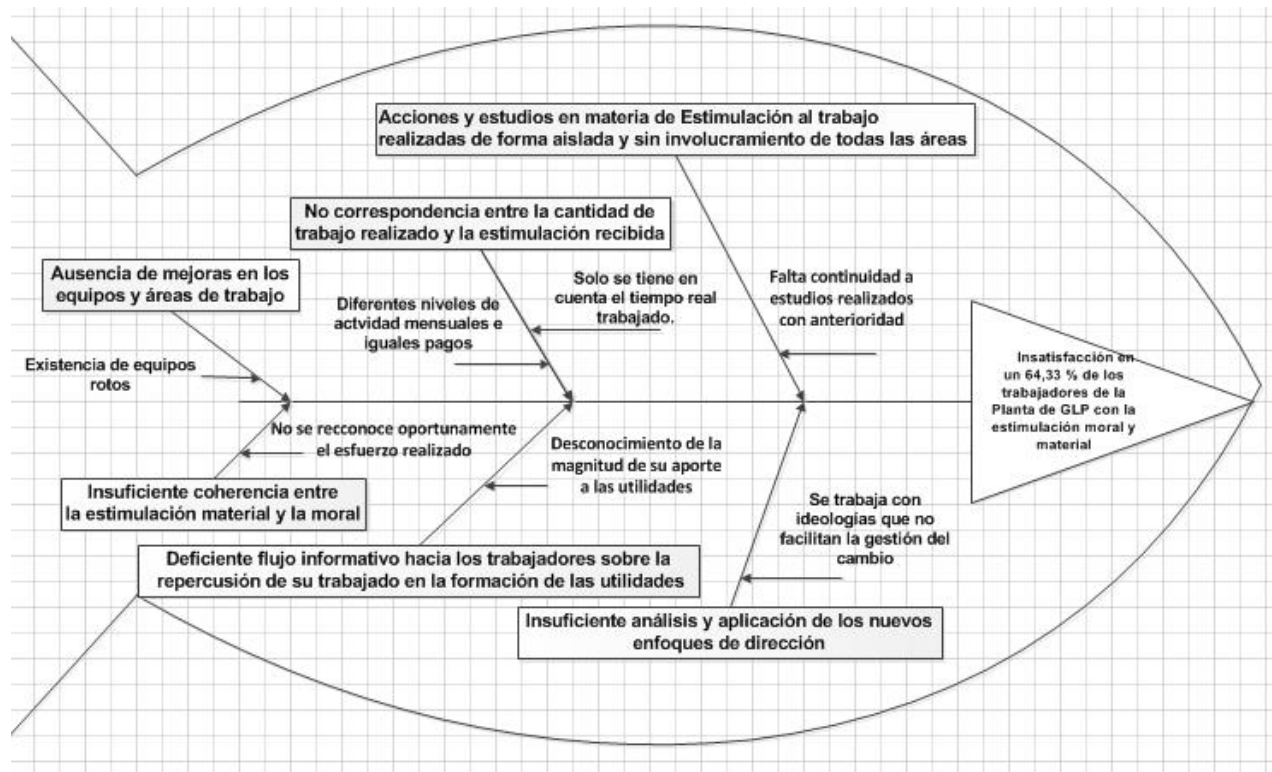 Acciones y estudios en materia de Estimulación al trabajo
realizadas de forma aislada y sin involucramiento de todas las áreas
No correspondencia entre la cantidad de
trabajo realizado y la estimulación recibida
Ausencia de mejoras en los
equipos y áreas de trabajo
Solo se tiene en
cuenta el tiempo real
trabajado.
Falta continuidad a
estudios realizados
con anterioridad
Diferentes niveles de
actvidad mensuales e
iguales pagos
Existencia de equipos
rotos
Insatisfacción en
un 64,33 % de los
trabajadores de la
Planta de GLP con la
estimulación moral y
material
No se recconoce oportunamente
el esfuerzo realizado
Desconocimiento de la
magnitud de su aporte
a las utilidades
Insuficiente coherencia entre
la estimulación material y la moral
Se trabaja con
ideologías que no
facilitan la gestión del
cambio
Deficiente flujo informativo hacia los trabajadores sobre la
repercusión de su trabajado en la formación de las utilidades
Insuficiente análisis y aplicación de los nuevos
enfoques de dirección